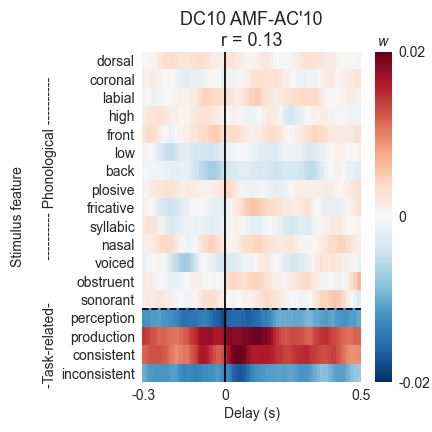 DC10 AMF-AC'10
r = 0.13
w
Stimulus feature
---------- Phonological ----------
-Task-related-
dorsal
coronal
labial
high
front
low
back
plosive
fricative
syllabic
nasal
voiced
obstruent
sonorant
perception
production
consistent
inconsistent
0.02
0
-0.02
-0.3
0
0.5
Delay (s)